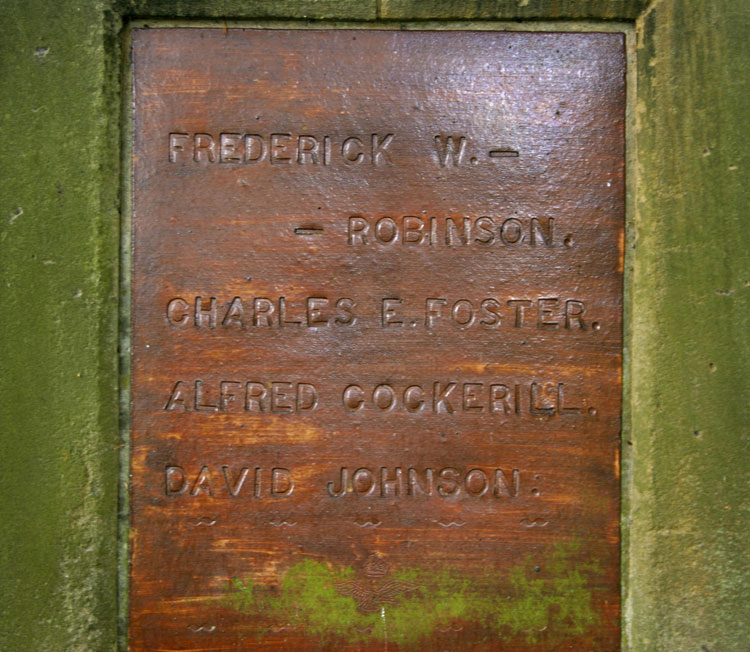 FREDERICK W. –
– ROBINSON.
CHARLES E. FOSTER.
ALFRED COCKERILL.
DAVID JOHNSON: